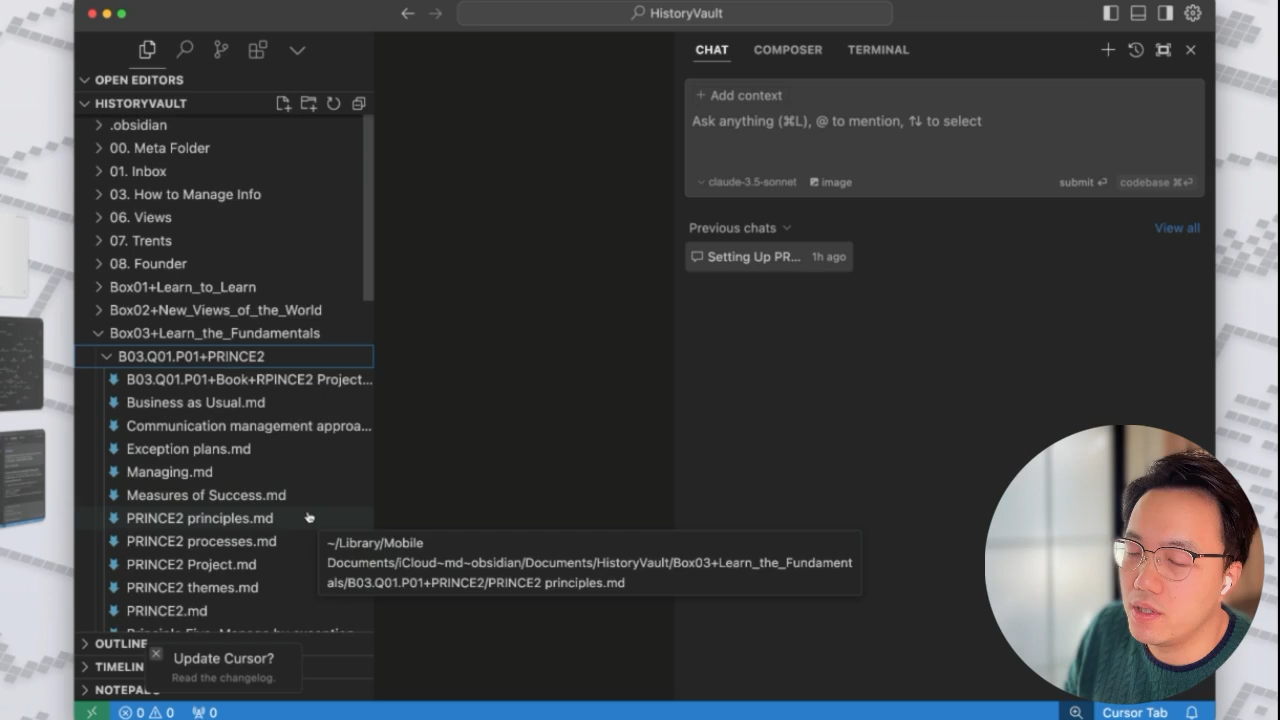 HistoryVault
OPEN EDITORS
HISTORYVAULT
.obsidian
00. Meta Folder
01. Inbox
03. How to Manage Info
06. Views
07. Trents
08. Founder
Box01+Learn_to_Learn
Box02+New_Views_of_the_World
Box03+Learn_the_Fundamentals
B03.Q01.P01+PRINCE2
B03.Q01.P01+Book+RPINCE2 Project...
Business as Usual.md
Communication management approa...
Exception plans.md
Managing.md
Measures of Success.md
PRINCE2 principles.md
PRINCE2 processes.md
PRINCE2 Project.md
PRINCE2 themes.md
PRINCE2.md
OUTLINE
TIMELIN
NOTEPADS
Update Cursor?
Read the changelog.
~/Library/Mobile
Documents/iCloud~md~obsidian/Documents/HistoryVault/Box03+Learn_the_Fundament
als/B03.Q01.P01+PRINCE2/PRINCE2 principles.md
CHAT COMPOSER TERMINAL
+ Add context
Ask anything (⌘L), @ to mention, ⇅ to select
claude-3.5-sonnet image submit ⏎ codebase ⌘⏎
Previous chats View all
Setting Up PR... 1h ago
0 0 0 Cursor Tab